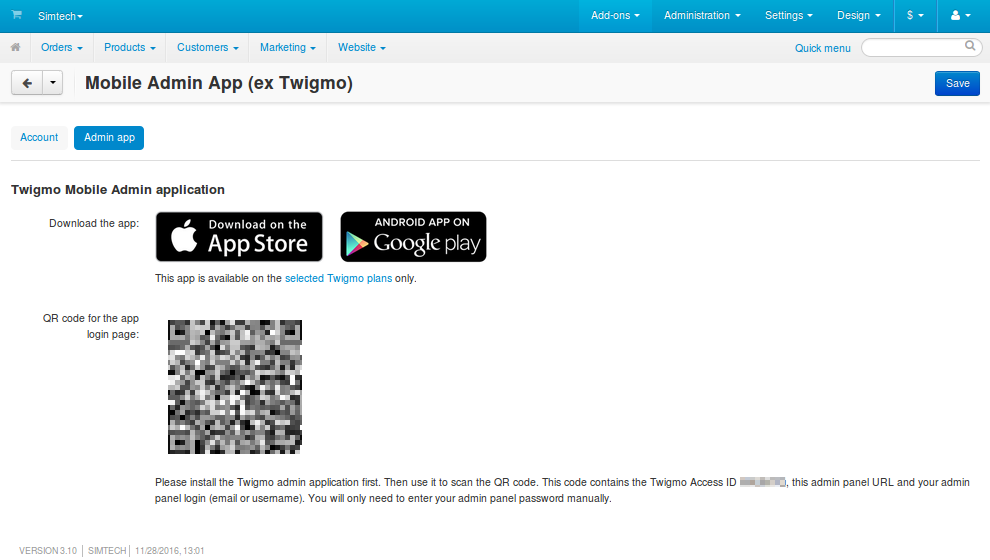 Simtech
Add-ons
Administration
Settings
Design
$
Orders
Products
Customers
Marketing
Website
Quick menu
Mobile Admin App (ex Twigmo)
Save
Account
Admin app
Twigmo Mobile Admin application
Download the app:
Download on the
App Store
ANDROID APP ON
Google play
This app is available on the selected Twigmo plans only.
QR code for the app
login page:
Please install the Twigmo admin application first. Then use it to scan the QR code. This code contains the Twigmo Access ID , this admin panel URL and your admin
panel login (email or username). You will only need to enter your admin panel password manually.
VERSION 3.10 | SIMTECH | 11/28/2016, 13:01